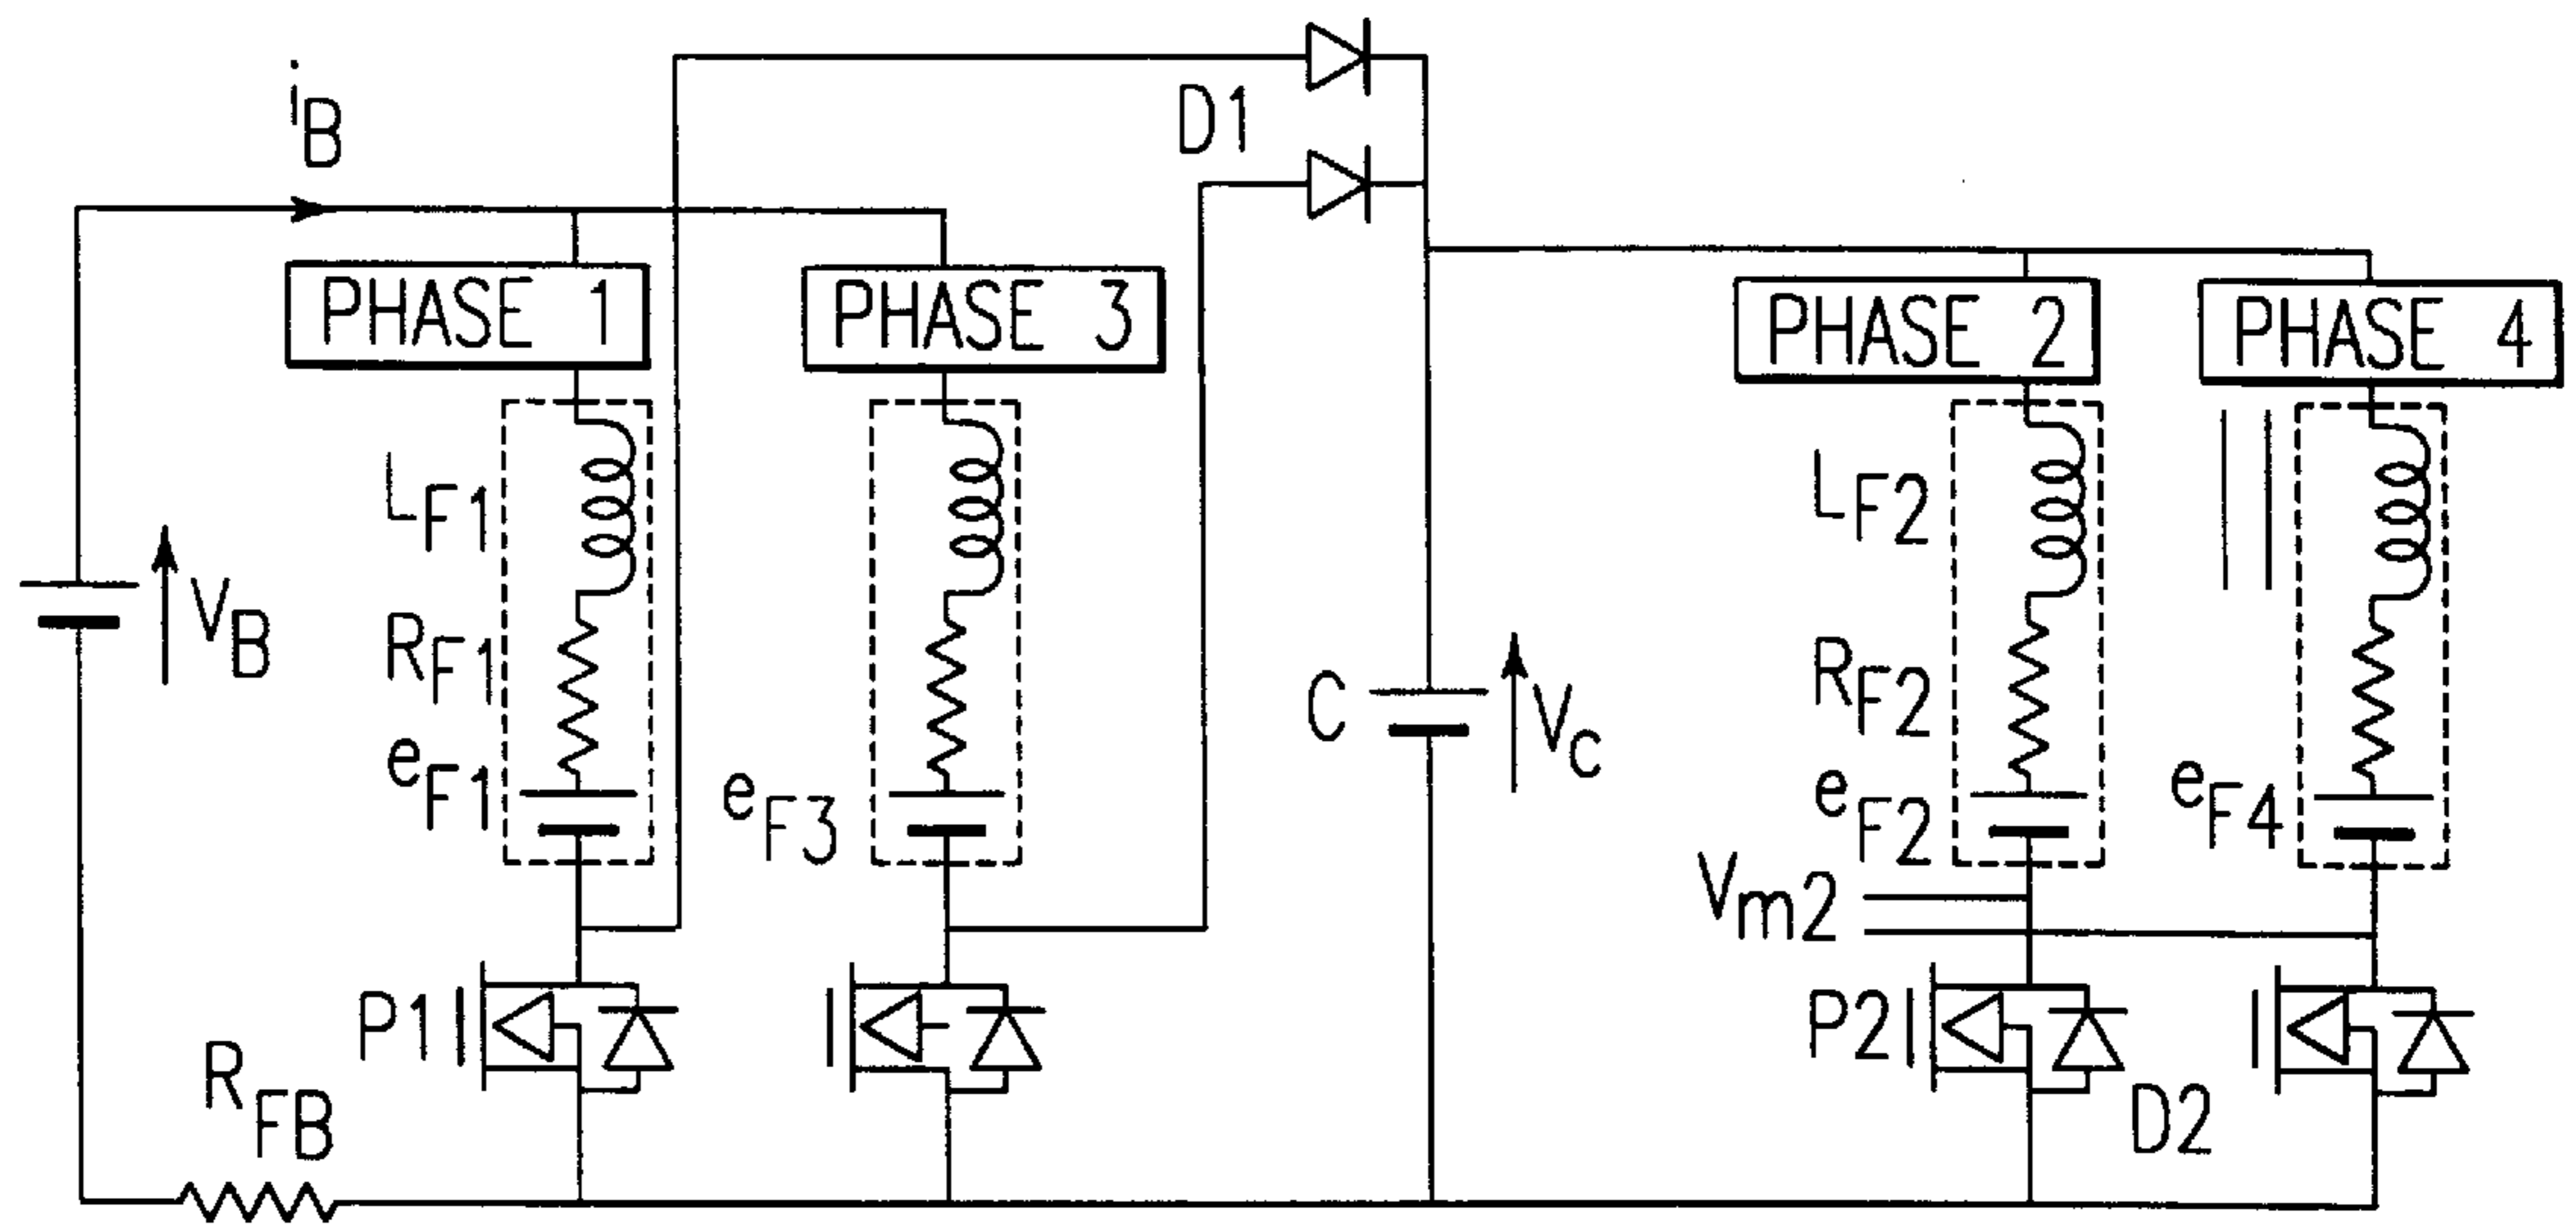 iB
D1
PHASE 1
PHASE 3
PHASE 2
PHASE 4
LF1
LF2
VB
RF1
C
Vc
RF2
eF1
eF3
eF2
eF4
Vm2
P1
P2
RFB
D2